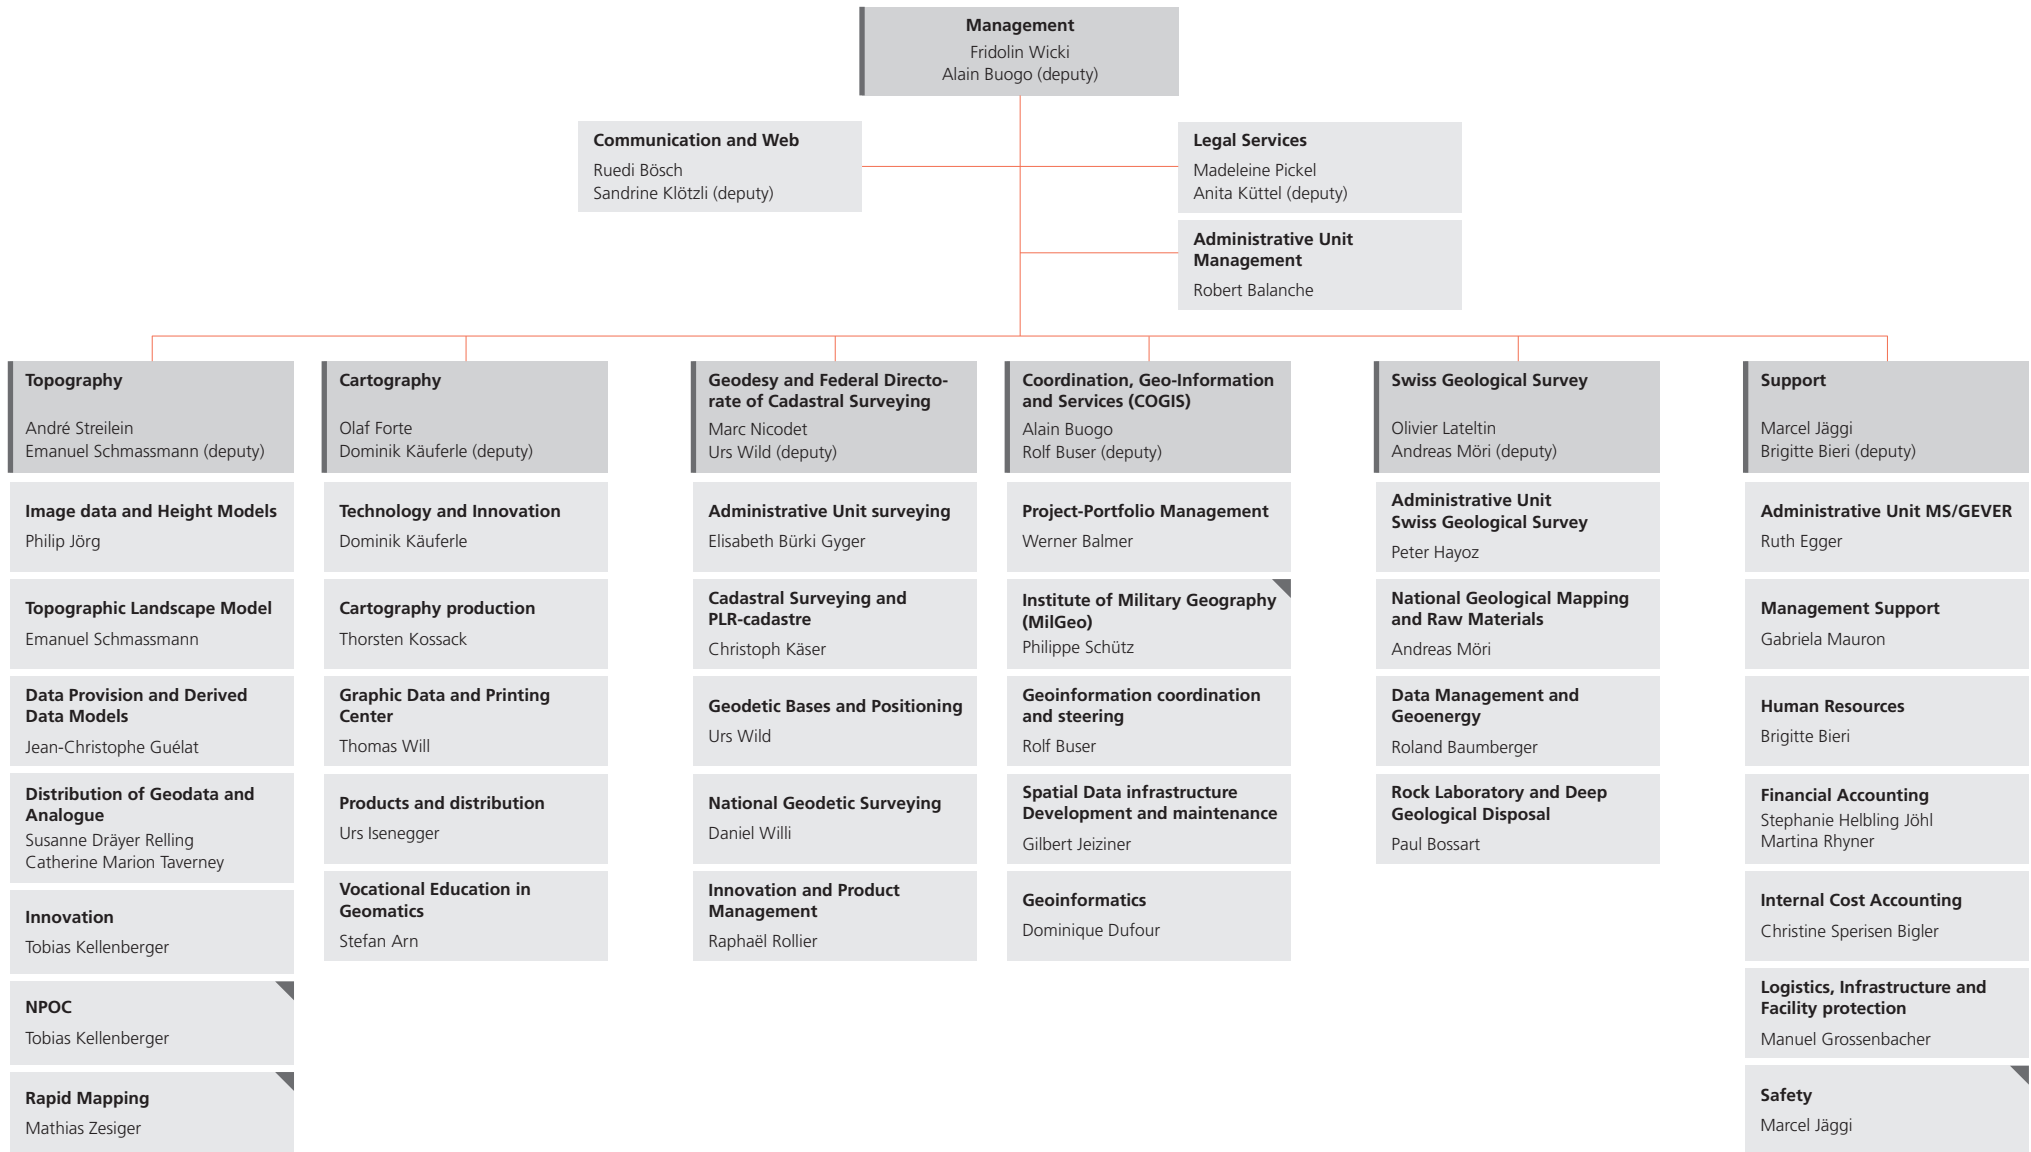 Management
Fridolin Wicki
Alain Buogo (deputy)
Communication and Web
Ruedi Bösch
Sandrine Klötzli (deputy)
Legal Services
Madeleine Pickel
Anita Küttel (deputy)
Administrative Unit
Management
Robert Balanche
Topography
André Streilein
Emanuel Schmassmann (deputy)
Image data and Height Models
Philip Jörg
Topographic Landscape Model
Emanuel Schmassmann
Data Provision and Derived
Data Models
Jean-Christophe Guélat
Distribution of Geodata and
Analogue
Susanne Dräyer Relling
Catherine Marion Taverney
Innovation
Tobias Kellenberger
NPOC
Tobias Kellenberger
Rapid Mapping
Mathias Zesiger
Cartography
Olaf Forte
Dominik Käuferle (deputy)
Technology and Innovation
Dominik Käuferle
Cartography production
Thorsten Kossack
Graphic Data and Printing
Center
Thomas Will
Products and distribution
Urs Isenegger
Vocational Education in
Geomatics
Stefan Arn
Geodesy and Federal Directo-
rate of Cadastral Surveying
Marc Nicodet
Urs Wild (deputy)
Administrative Unit surveying
Elisabeth Bürki Gyger
Cadastral Surveying and
PLR-cadastre
Christoph Käser
Geodetic Bases and Positioning
Urs Wild
National Geodetic Surveying
Daniel Willi
Innovation and Product
Management
Raphaël Rollier
Coordination, Geo-Information
and Services (COGIS)
Alain Buogo
Rolf Buser (deputy)
Project-Portfolio Management
Werner Balmer
Institute of Military Geography
(MilGeo)
Philippe Schütz
Geoinformation coordination
and steering
Rolf Buser
Spatial Data infrastructure
Development and maintenance
Gilbert Jeiziner
Geoinformatics
Dominique Dufour
Swiss Geological Survey
Olivier Lateltin
Andreas Möri (deputy)
Administrative Unit
Swiss Geological Survey
Peter Hayoz
National Geological Mapping
and Raw Materials
Andreas Möri
Data Management and
Geoenergy
Roland Baumberger
Rock Laboratory and Deep
Geological Disposal
Paul Bossart
Support
Marcel Jäggi
Brigitte Bieri (deputy)
Administrative Unit MS/GEVER
Ruth Egger
Management Support
Gabriela Mauron
Human Resources
Brigitte Bieri
Financial Accounting
Stephanie Helbling Jöhl
Martina Rhyner
Internal Cost Accounting
Christine Sperisen Bigler
Logistics, Infrastructure and
Facility protection
Manuel Grossenbacher
Safety
Marcel Jäggi